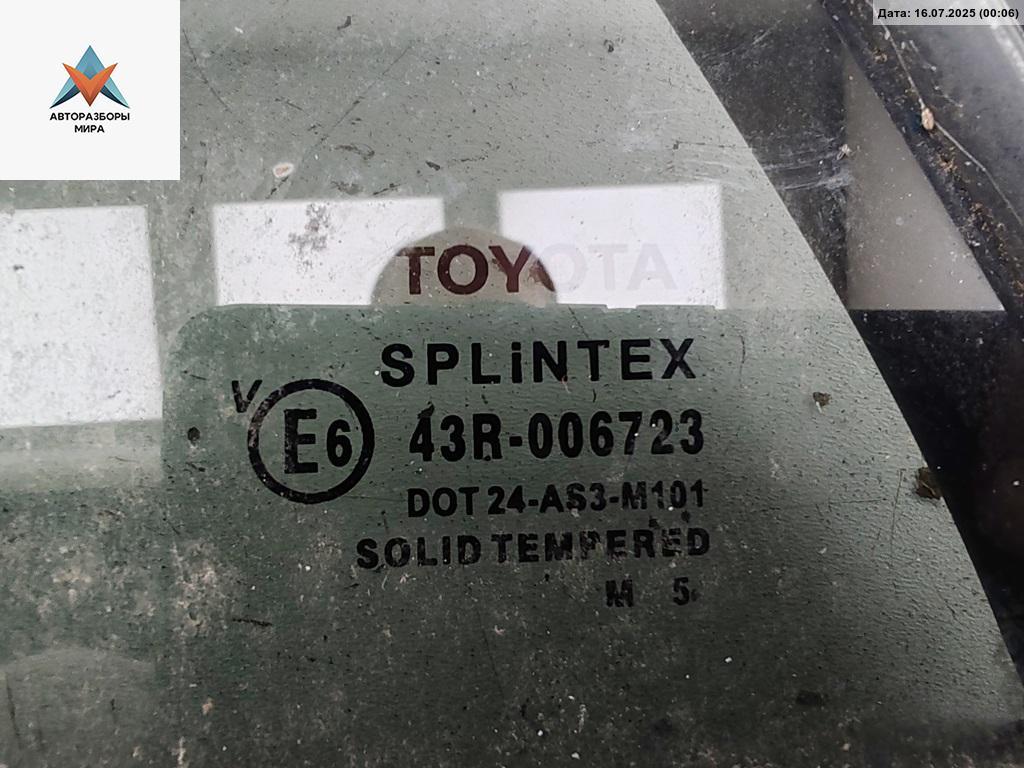 Дата: 16.07.2025 (00:06)
АВТОРАЗБОРЫ
МИРА
TOYOTA
SPLiNTEX
V E6 43R-006723
DOT 24-AS3-M101
SOLID TEMPERED
M 5.